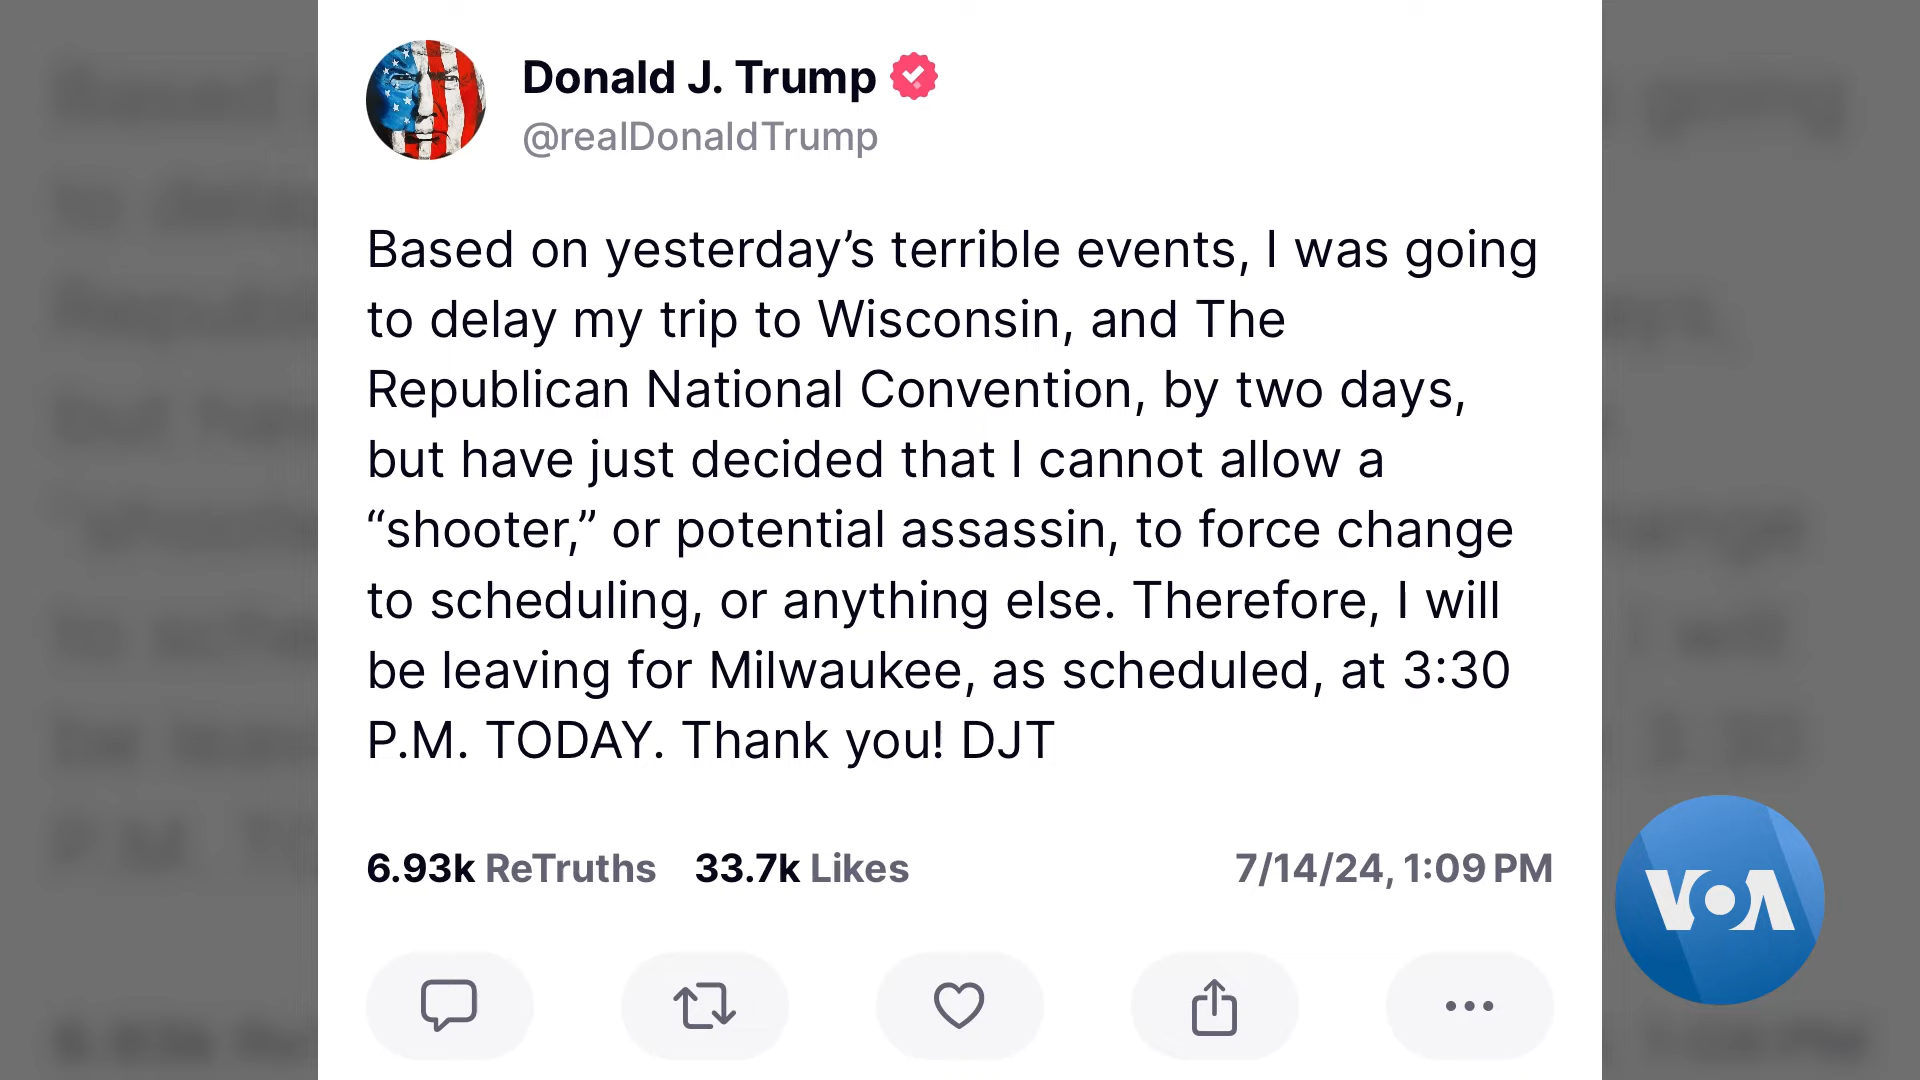 Donald J. Trump
@realDonaldTrump
Based on yesterday’s terrible events, I was going
to delay my trip to Wisconsin, and The
Republican National Convention, by two days,
but have just decided that I cannot allow a
“shooter,” or potential assassin, to force change
to scheduling, or anything else. Therefore, I will
be leaving for Milwaukee, as scheduled, at 3:30
P.M. TODAY. Thank you! DJT
6.93k ReTruths 33.7k Likes 7/14/24, 1:09 PM
VOA